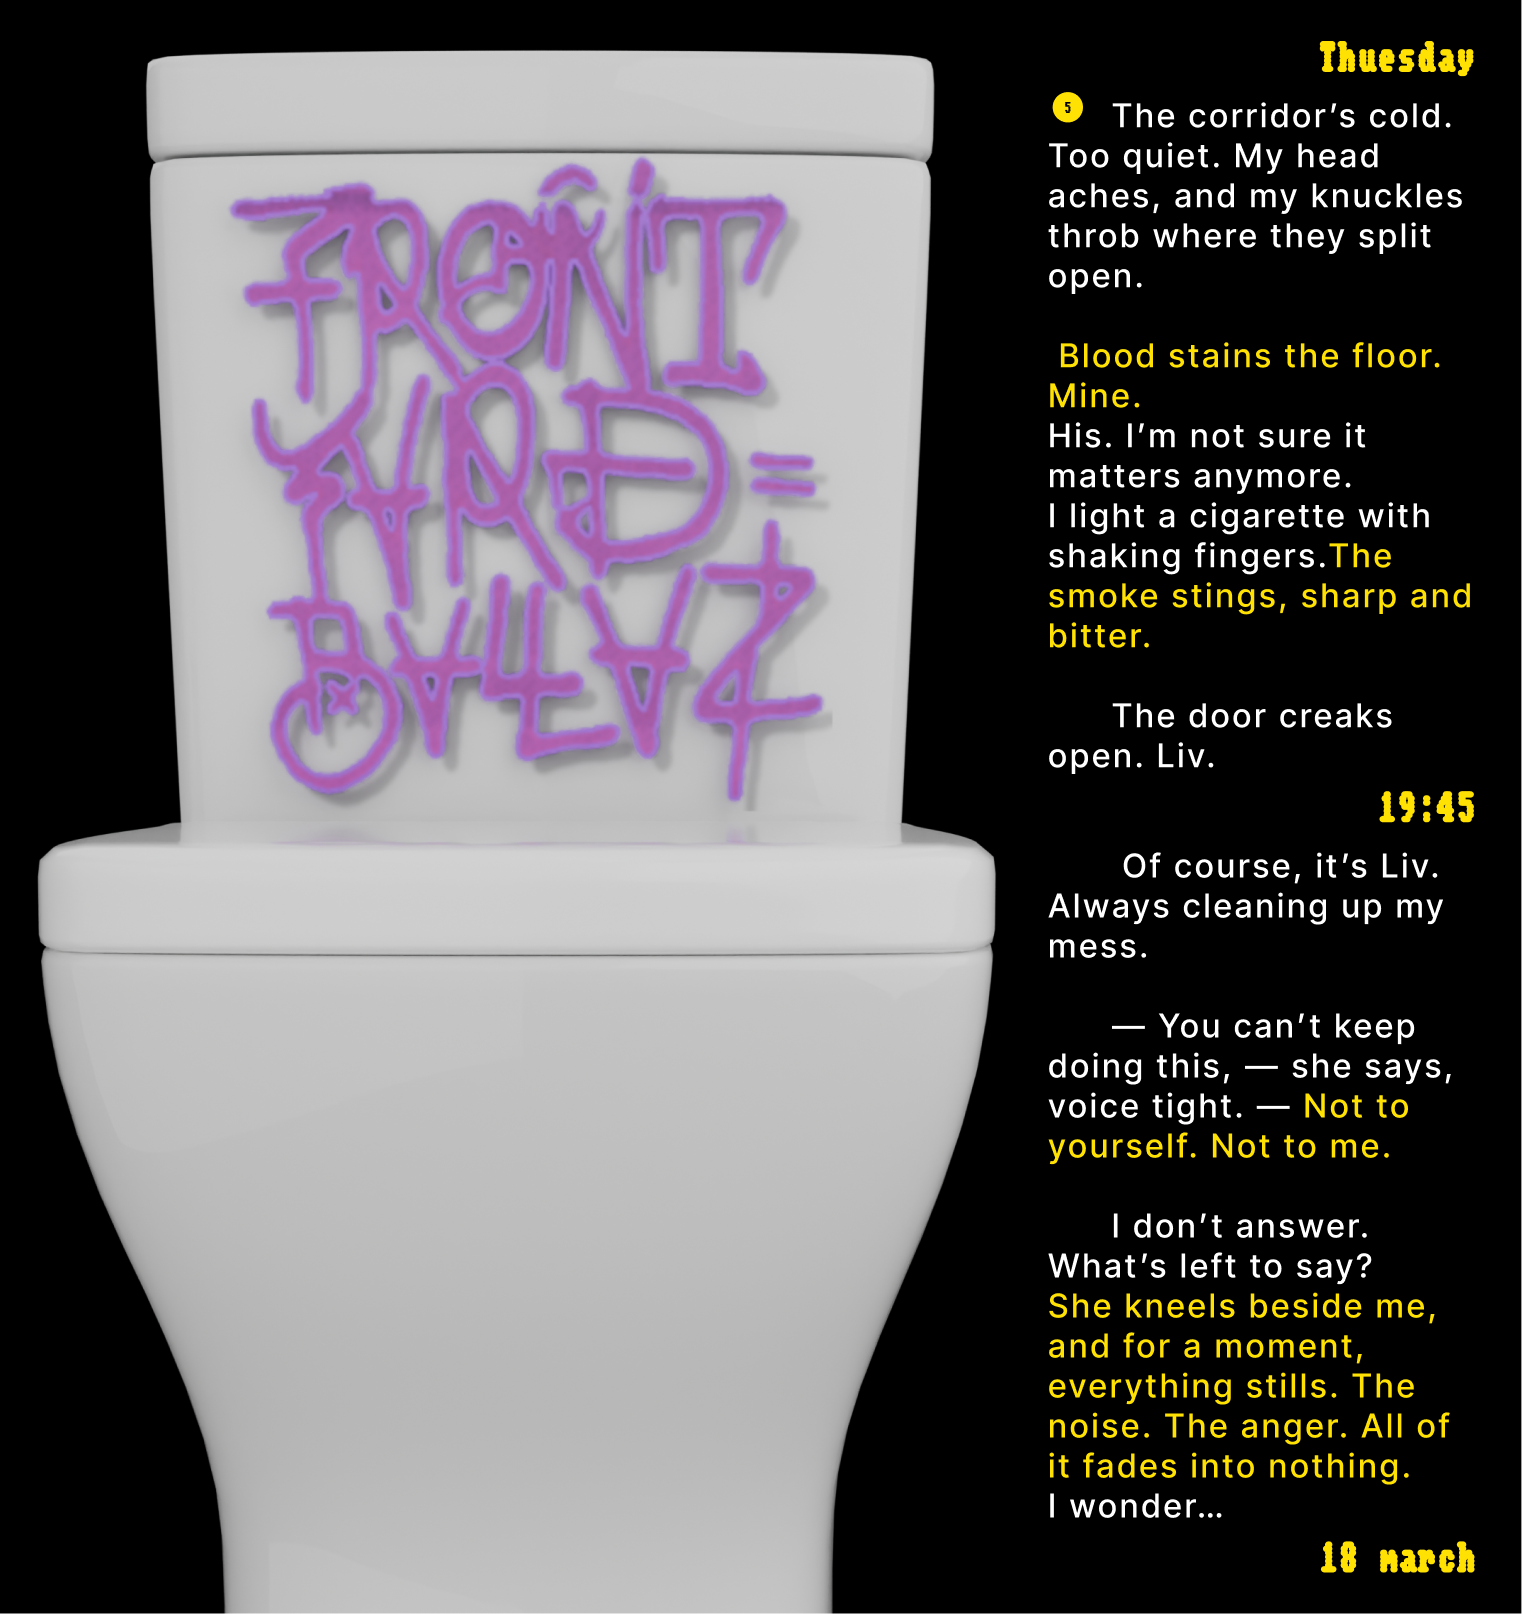 FRONT
YARD=
Thuesday
5
The corridor’s cold.
Too quiet. My head
aches, and my knuckles
throb where they split
open.
Blood stains the floor.
Mine.
His. I’m not sure it
matters anymore.
I light a cigarette with
shaking fingers.The
smoke stings, sharp and
bitter.
The door creaks
open. Liv.
19:45
Of course, it’s Liv.
Always cleaning up my
mess.
— You can’t keep
doing this, — she says,
voice tight. — Not to
yourself. Not to me.
I don’t answer.
What’s left to say?
She kneels beside me,
and for a moment,
everything stills. The
noise. The anger. All of
it fades into nothing.
I wonder…
18 march